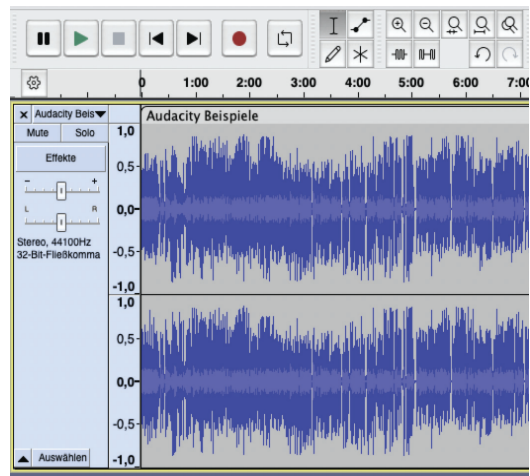 0 1:00 2:00 3:00 4:00 5:00 6:00 7:00
Audacity Beis
Audacity Beispiele
Mute Solo
Effekte
- +
L R
Stereo, 44100Hz
32-Bit-Fließkomma
Auswählen
1,0
0,5
0,0
-0,5
-1,0
1,0
0,5
0,0
-0,5
-1,0